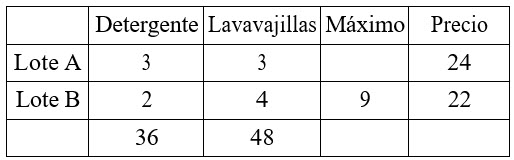 Detergente Lavavajillas Máximo Precio
Lote A 3 3 24
Lote B 2 4 9 22
36 48